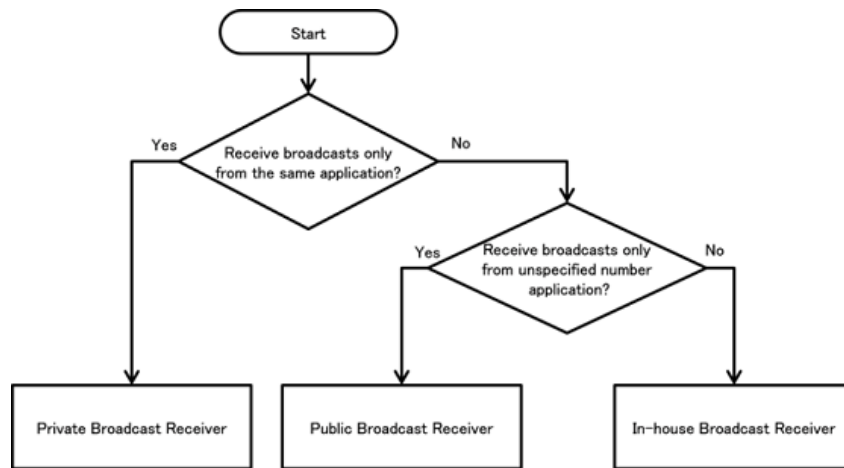 Start
Yes
No
Receive broadcasts only
from the same application?
Yes
No
Receive broadcasts only
from unspecified number
application?
Private Broadcast Receiver
Public Broadcast Receiver
In-house Broadcast Receiver